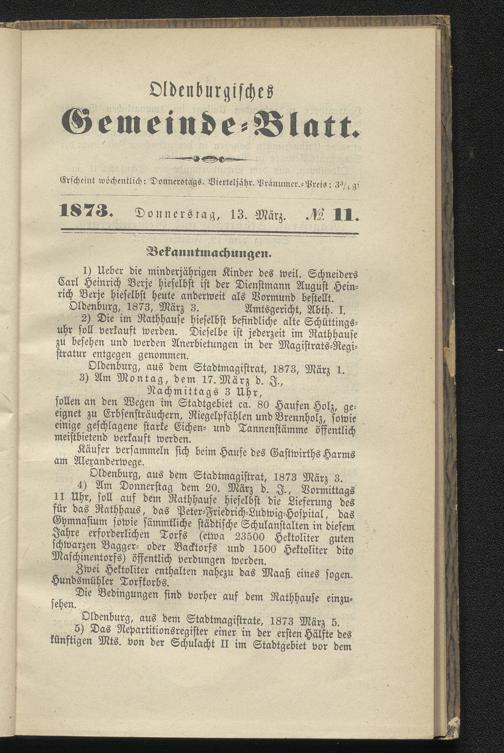 Oldenburgisches
Gemeinde-Blatt.
Erscheint wöchentlich: Donnerstags. Vierteljähr. Pränumer.-Preis: 3¾ gr
1873. Donnerstag, 13. März. № 11.
Bekanntmachungen.
1) Ueber die minderjährigen Kinder des weil. Schneiders
Carl Heinrich Berje hieselbst ist der Dienstmann August Hein-
rich Berje hieselbst heute anderweit als Vormund bestellt.
Oldenburg, 1873, März 3. Amtsgericht, Abth. I.
2) Die im Rathhause hieselbst befindliche alte Schüttings-
uhr soll verkauft werden. Dieselbe ist jederzeit im Rathhause
zu besehen und werden Anerbietungen in der Magistrats-Regi-
stratur entgegen genommen.
Oldenburg, aus dem Stadtmagistrat, 1873, März 1.
3) Am Montag, dem 17. März d. J.,
Nachmittags 3 Uhr,
sollen an den Wegen im Stadtgebiet ca. 80 Haufen Holz, ge-
eignet zu Erbsensträuchern, Riegelpfählen und Brennholz, sowie
einige geschlagene starke Eichen- und Tannenstämme öffentlich
meistbietend verkauft werden.
Käufer versammeln sich beim Hause des Gastwirths Harms
am Alexanderwege.
Oldenburg, aus dem Stadtmagistrat, 1873 März 3.
4) Am Donnerstag dem 20. März d. J., Vormittags
11 Uhr, soll auf dem Rathhause hieselbst die Lieferung des
für das Rathhaus, das Peter-Friedrich-Ludwig-Hospital, das
Gymnasium sowie sämmtliche städtische Schulanstalten in diesem
Jahre erforderlichen Torfs (etwa 23500 Hektoliter guten
schwarzen Bagger- oder Backtorfs und 1500 Hektoliter dito
Maschinentorfs) öffentlich verdungen werden.
Zwei Hektoliter enthalten nahezu das Maaß eines sogen.
Hundsmühler Torfkorbs.
Die Bedingungen sind vorher auf dem Rathhause einzu-
sehen.
Oldenburg, aus dem Stadtmagistrate, 1873 März 5.
5) Das Repartitionsregister einer in der ersten Hälfte des
künftigen Mts. von der Schulacht II im Stadtgebiet vor dem